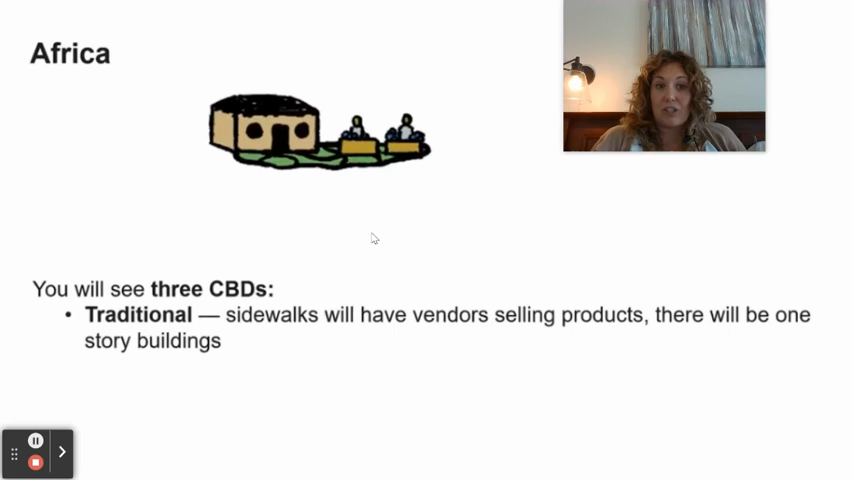 Africa
You will see three CBDs:
• Traditional — sidewalks will have vendors selling products, there will be one
story buildings